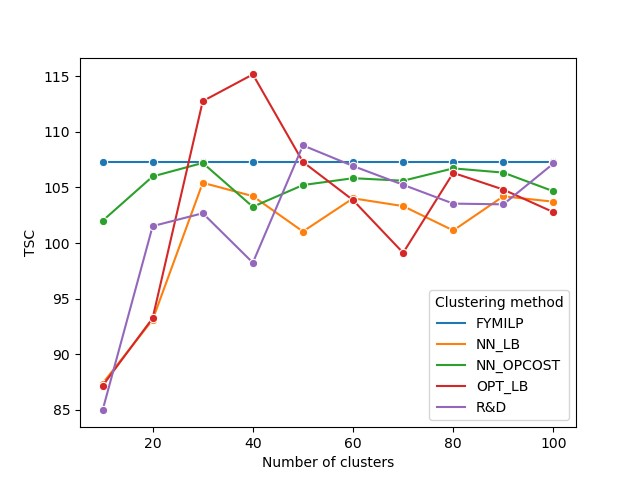 115
110
105
100
95
90
85
TSC
20 40 60 80 100
Number of clusters
Clustering method
FYMILP
NN_LB
NN_OPCOST
OPT_LB
R&D